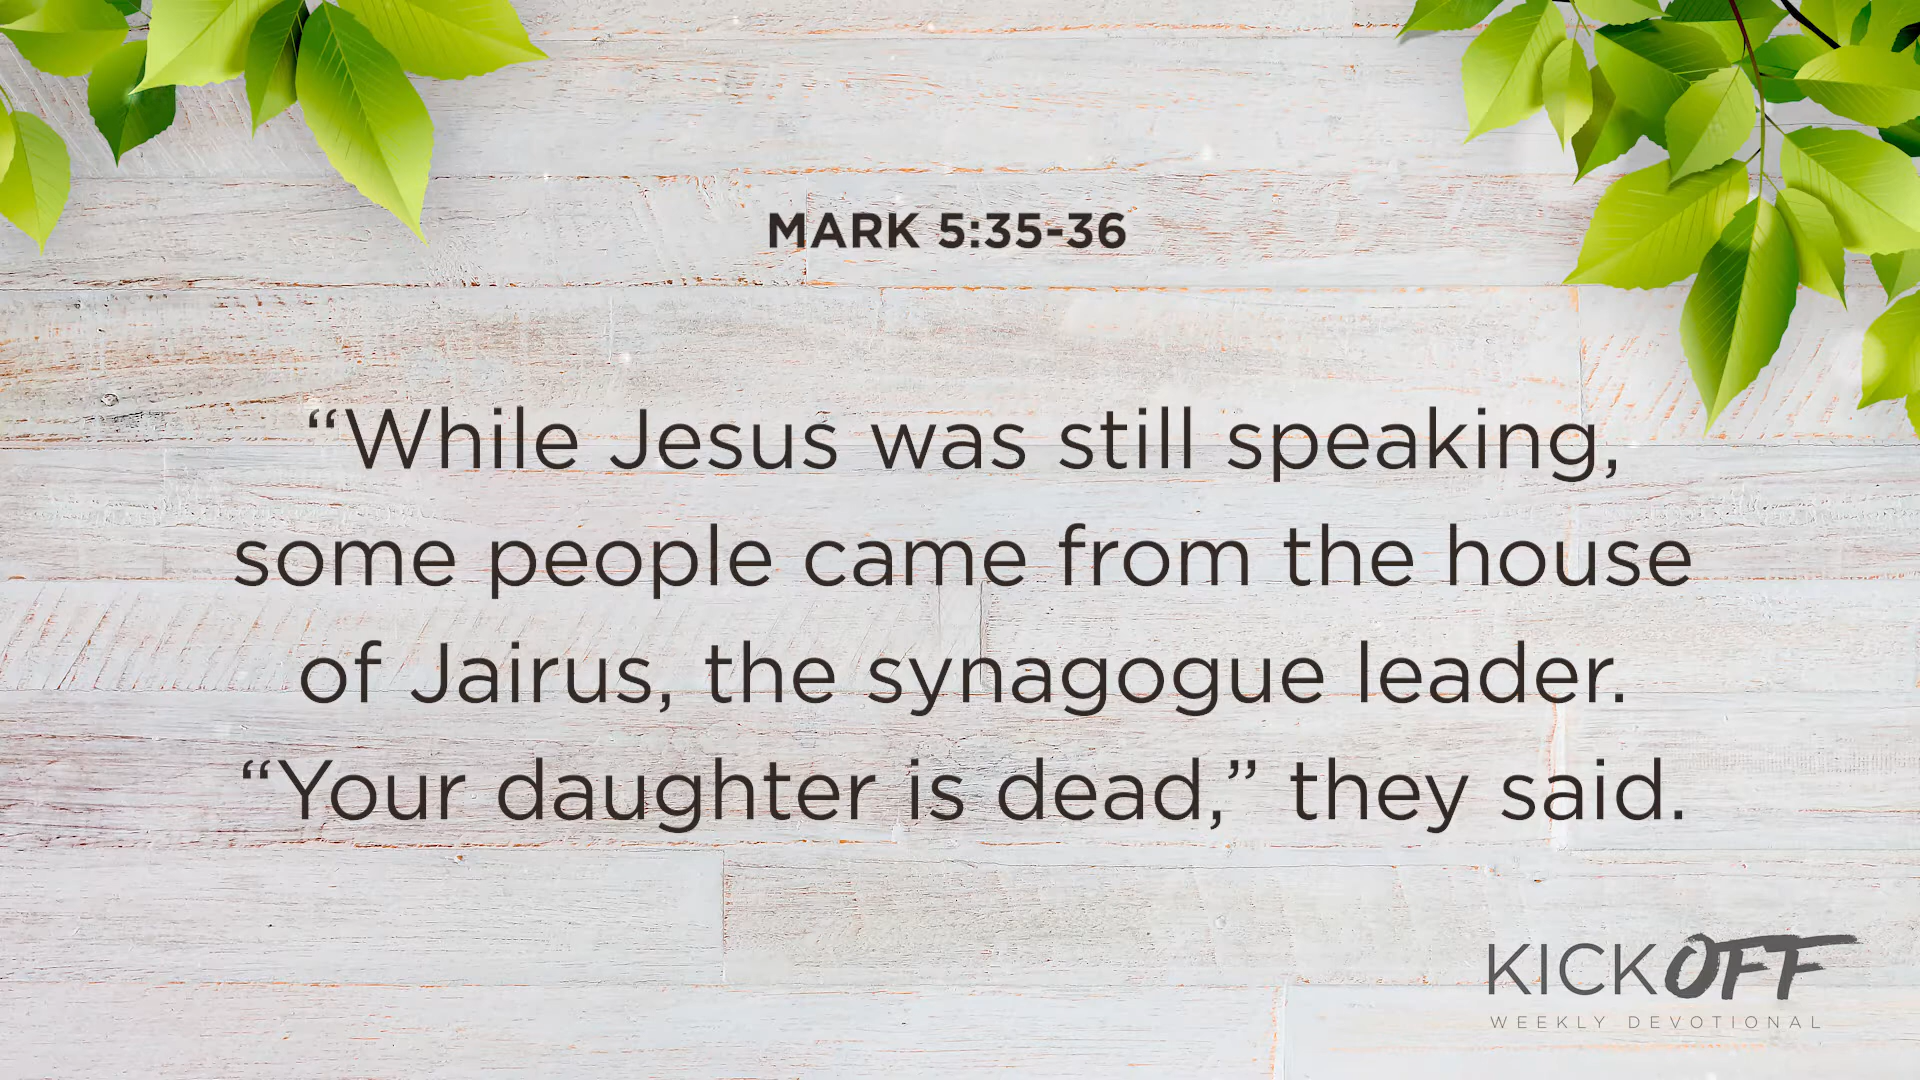 MARK 5:35-36
“While Jesus was still speaking,
some people came from the house
of Jairus, the synagogue leader.
“Your daughter is dead,” they said.
KICKOFF
WEEKLY DEVOTIONAL